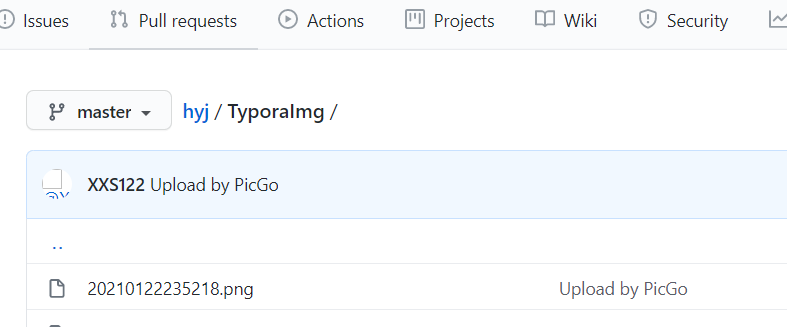 Issues Pull requests Actions Projects Wiki Security
master hyj / TyporaImg /
XXS122 Upload by PicGo
..
20210122235218.png Upload by PicGo